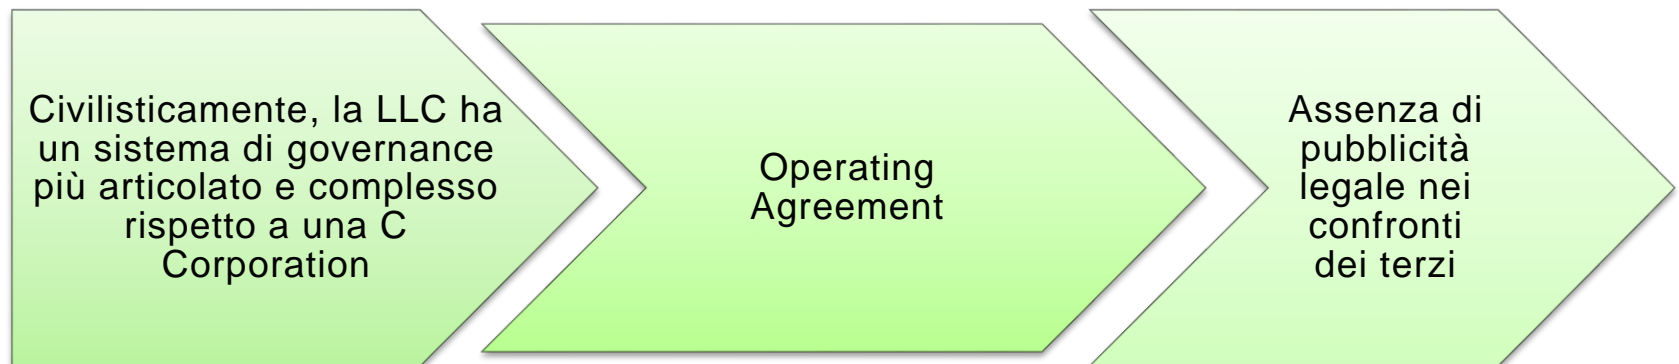 Civilisticamente, la LLC ha
un sistema di governance
più articolato e complesso
rispetto a una C
Corporation
Operating
Agreement
Assenza di
pubblicità
legale nei
confronti
dei terzi